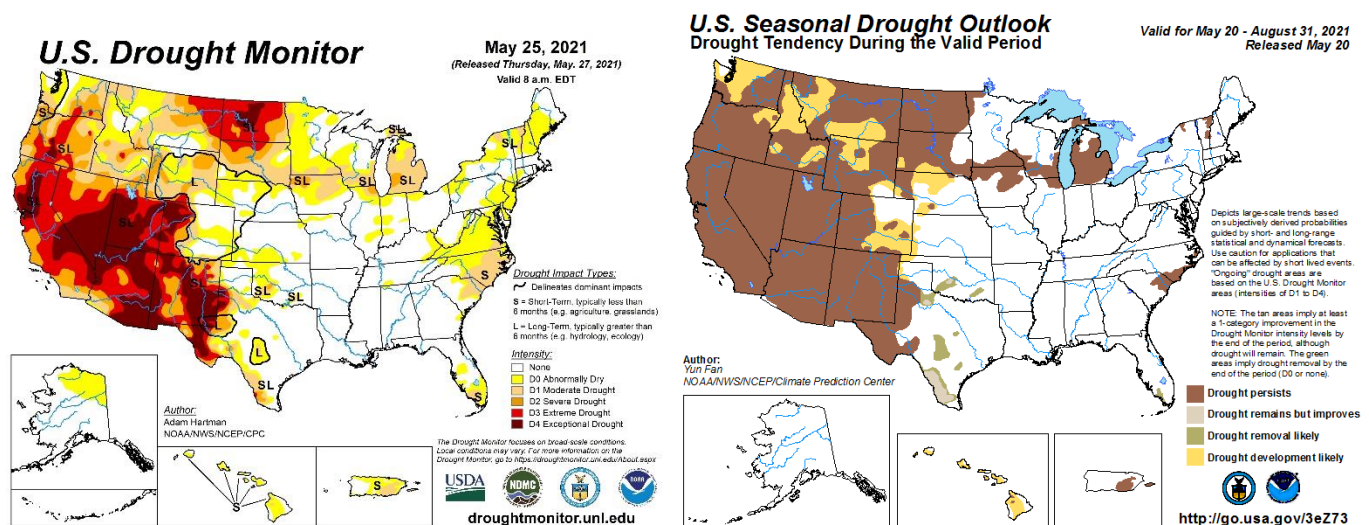 U.S. Drought Monitor
May 25, 2021
(Released Thursday, May. 27, 2021)
Valid 8 a.m. EDT
S
SL
SL
SL
SL
SL
SL
SL
SL
L
SL
SL
SL
SL
L
L
SL
S
S
Drought Impact Types:
Delineates dominant impacts
S = Short-Term, typically less than
6 months (e.g. agriculture, grasslands)
L = Long-Term, typically greater than
6 months (e.g. hydrology, ecology)
Intensity:
None
D0 Abnormally Dry
D1 Moderate Drought
D2 Severe Drought
D3 Extreme Drought
D4 Exceptional Drought
Author:
Adam Hartman
NOAA/NWS/NCEP/CPC
The Drought Monitor focuses on broad-scale conditions.
Local conditions may vary. For more information on the
Drought Monitor, go to https://droughtmonitor.unl.edu/About.aspx
S
S
USDA
NDMC
NOAA
droughtmonitor.unl.edu
U.S. Seasonal Drought Outlook
Drought Tendency During the Valid Period
Valid for May 20 - August 31, 2021
Released May 20
Depicts large-scale trends based
on subjectively derived probabilities
guided by short- and long-range
statistical and dynamical forecasts.
Use caution for applications that
can be affected by short lived events.
"Ongoing" drought areas are
based on the U.S. Drought Monitor
areas (intensities of D1 to D4).
NOTE: The tan areas imply at least
a 1-category improvement in the
Drought Monitor intensity levels by
the end of the period, although
drought will remain. The green
areas imply drought removal by the
end of the period (D0 or none).
Author:
Yun Fan
NOAA/NWS/NCEP/Climate Prediction Center
Drought persists
Drought remains but improves
Drought removal likely
Drought development likely
http://go.usa.gov/3eZ73